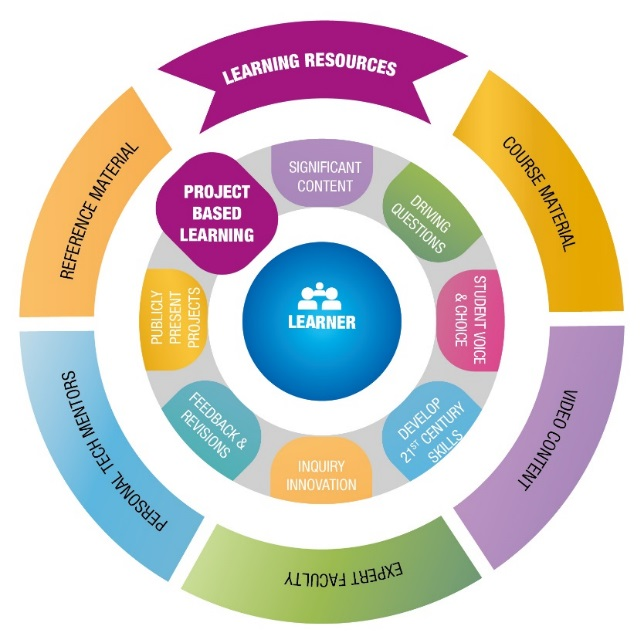 LEARNING RESOURCES
COURSE MATERIAL
VIDEO CONTENT
EXPERT FACULTY
PERSONAL TECH MENTORS
REFERENCE MATERIAL
PROJECT
BASED
LEARNING
SIGNIFICANT
CONTENT
DRIVING
QUESTIONS
STUDENT VOICE
& CHOICE
DEVELOP
21ST CENTURY
SKILLS
INQUIRY
INNOVATION
FEEDBACK &
REVISIONS
PUBLICLY
PRESENT
PROJECTS
LEARNER